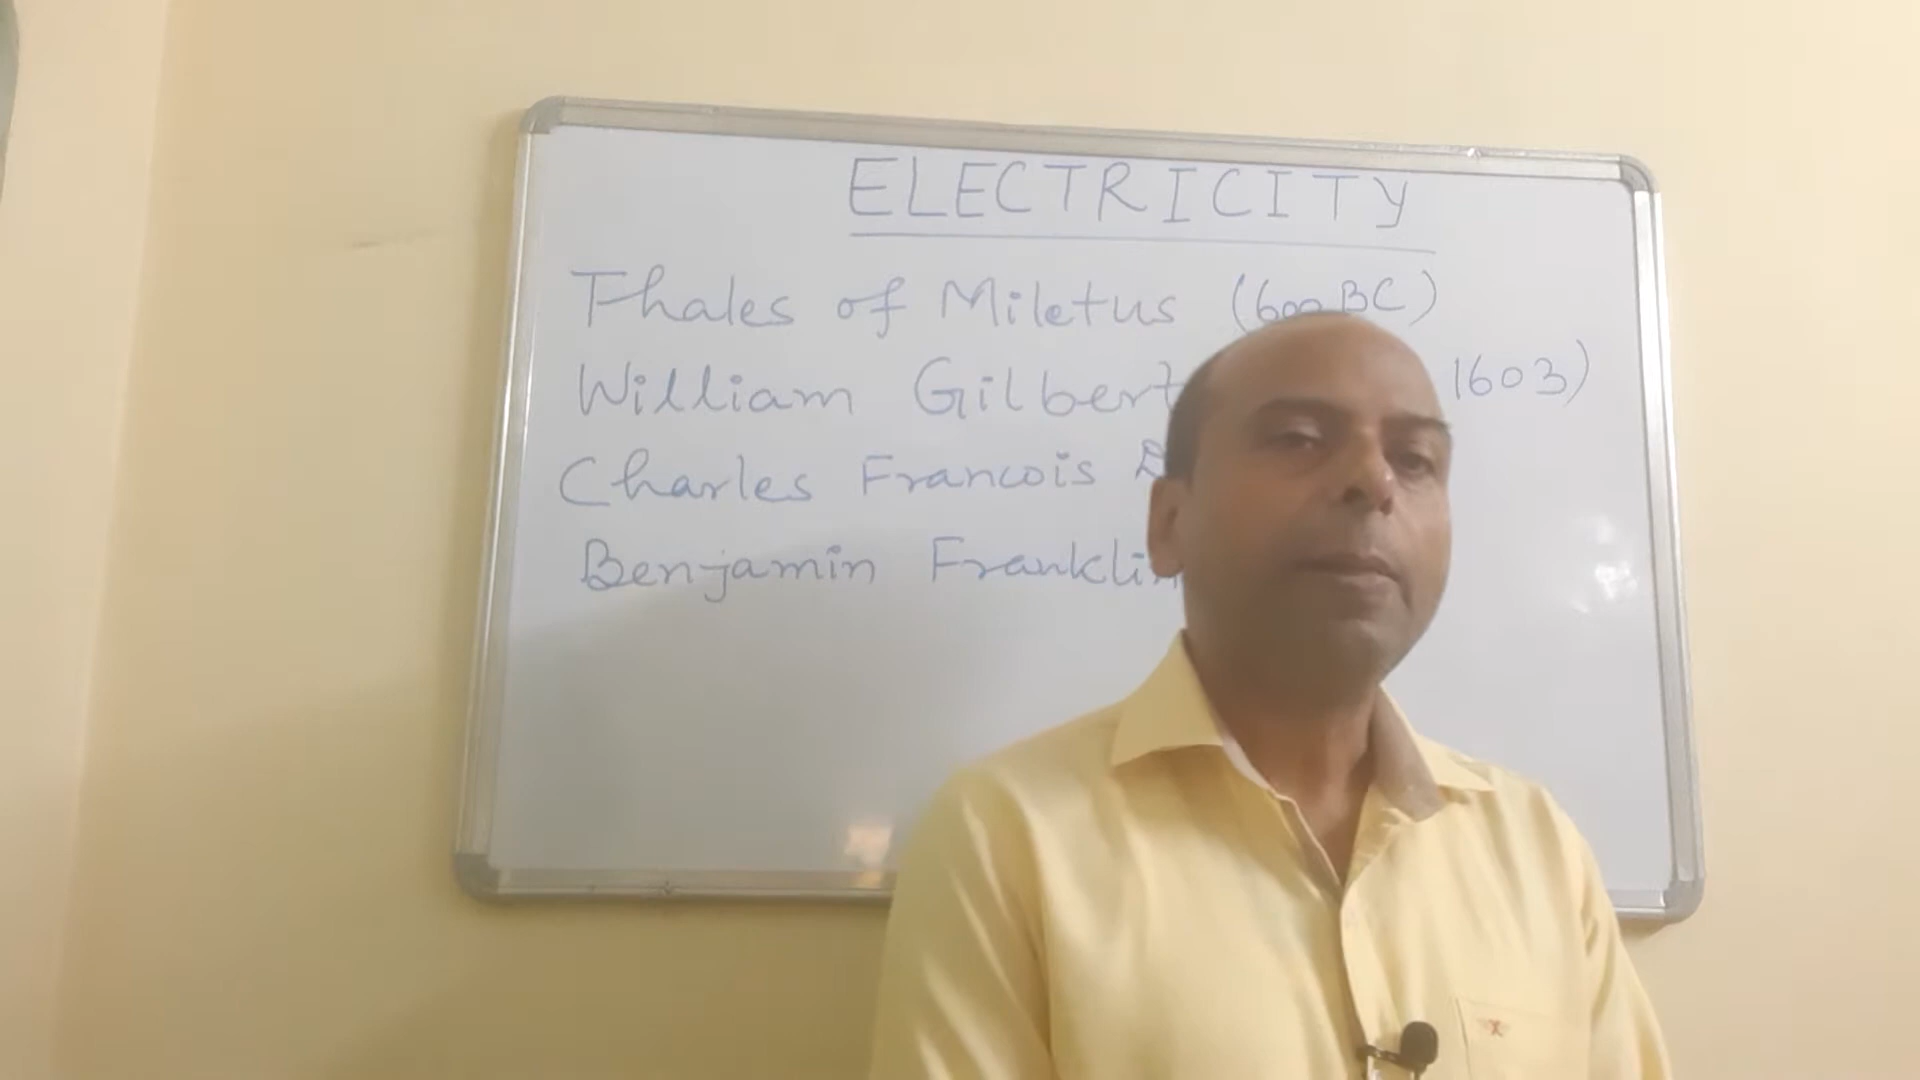 ELECTRICITY
Thales of Miletus (600 BC)
William Gilbert 1603)
Charles Francois
Benjamin Franklin